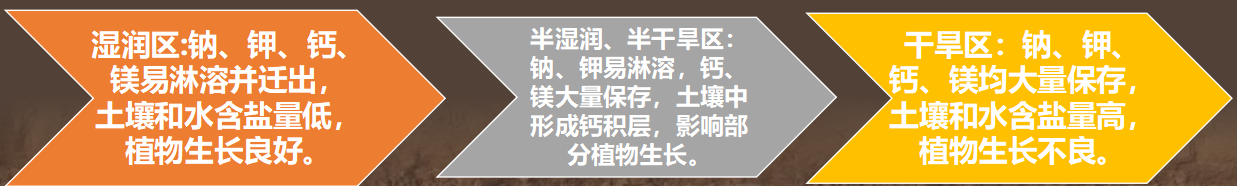 湿润区:钠、钾、钙、
镁易淋溶并迁出，
土壤和水含盐量低，
植物生长良好。
半湿润、半干旱区：
钠、钾易淋溶，钙、
镁大量保存，土壤中
形成钙积层，影响部
分植物生长。
干旱区：钠、钾、
钙、镁均大量保存，
土壤和水含盐量高，
植物生长不良。